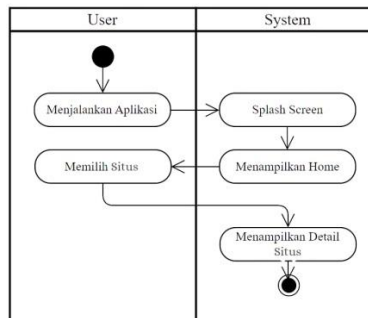 User
System
Menjalankan Aplikasi
Splash Screen
Memilih Situs
Menampilkan Home
Menampilkan Detail
Situs